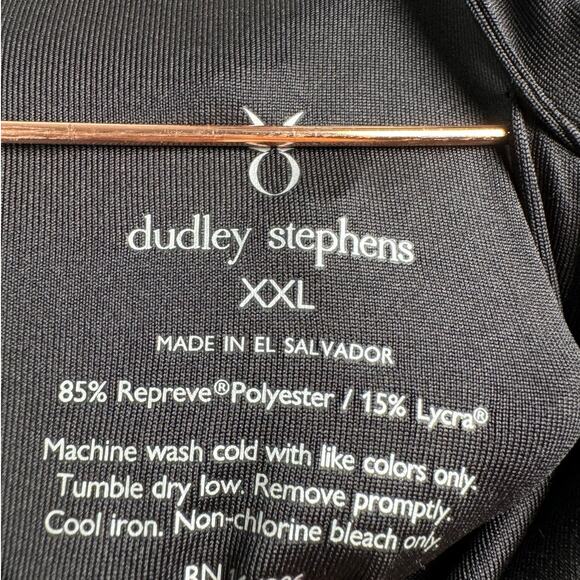 dudley stephens
XXL
MADE IN EL SALVADOR
85% Repreve® Polyester / 15% Lycra®
Machine wash cold with like colors only.
Tumble dry low. Remove promptly.
Cool iron. Non-chlorine bleach only.
RN